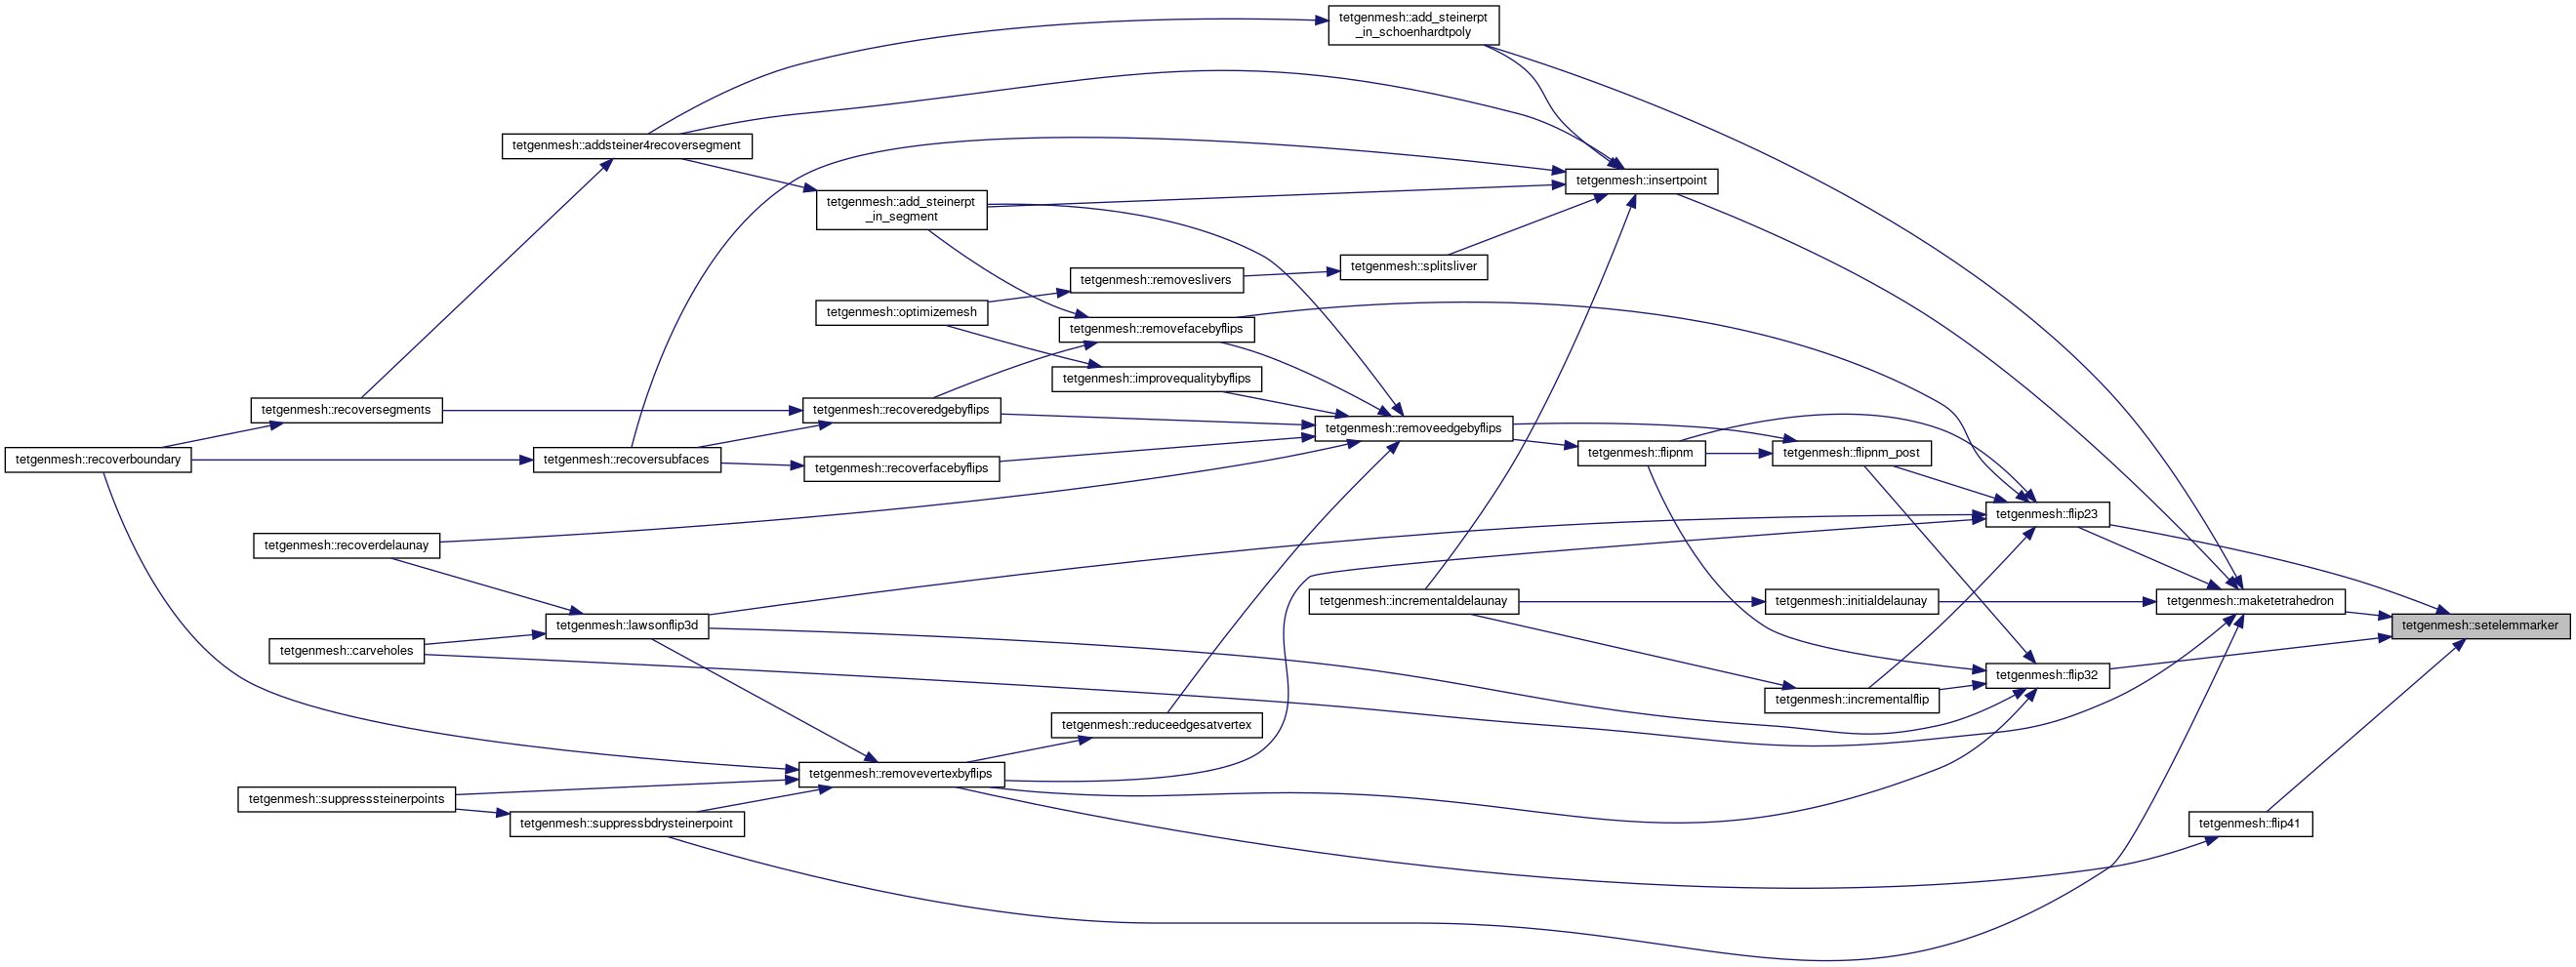 tetgenmesh::add_steinerpt
_in_schoenhardtpoly
tetgenmesh::addsteiner4recoversegment
tetgenmesh::insertpoint
tetgenmesh::add_steinerpt
_in_segment
tetgenmesh::splitsliver
tetgenmesh::removeslivers
tetgenmesh::optimizemesh
tetgenmesh::removefacebyflips
tetgenmesh::improvequalitybyflips
tetgenmesh::recoversegments
tetgenmesh::recoveredgebyflips
tetgenmesh::removeedgebyflips
tetgenmesh::recoverboundary
tetgenmesh::recoversubfaces
tetgenmesh::recoverfacebyflips
tetgenmesh::flipnm
tetgenmesh::flipnm_post
tetgenmesh::flip23
tetgenmesh::recoverdelaunay
tetgenmesh::incrementaldelaunay
tetgenmesh::initialdelaunay
tetgenmesh::maketetrahedron
tetgenmesh::lawsonflip3d
tetgenmesh::setelemmarker
tetgenmesh::carveholes
tetgenmesh::flip32
tetgenmesh::incrementalflip
tetgenmesh::reduceedgesatvertex
tetgenmesh::removevertexbyflips
tetgenmesh::suppresssteinerpoints
tetgenmesh::suppressbdrysteinerpoint
tetgenmesh::flip41